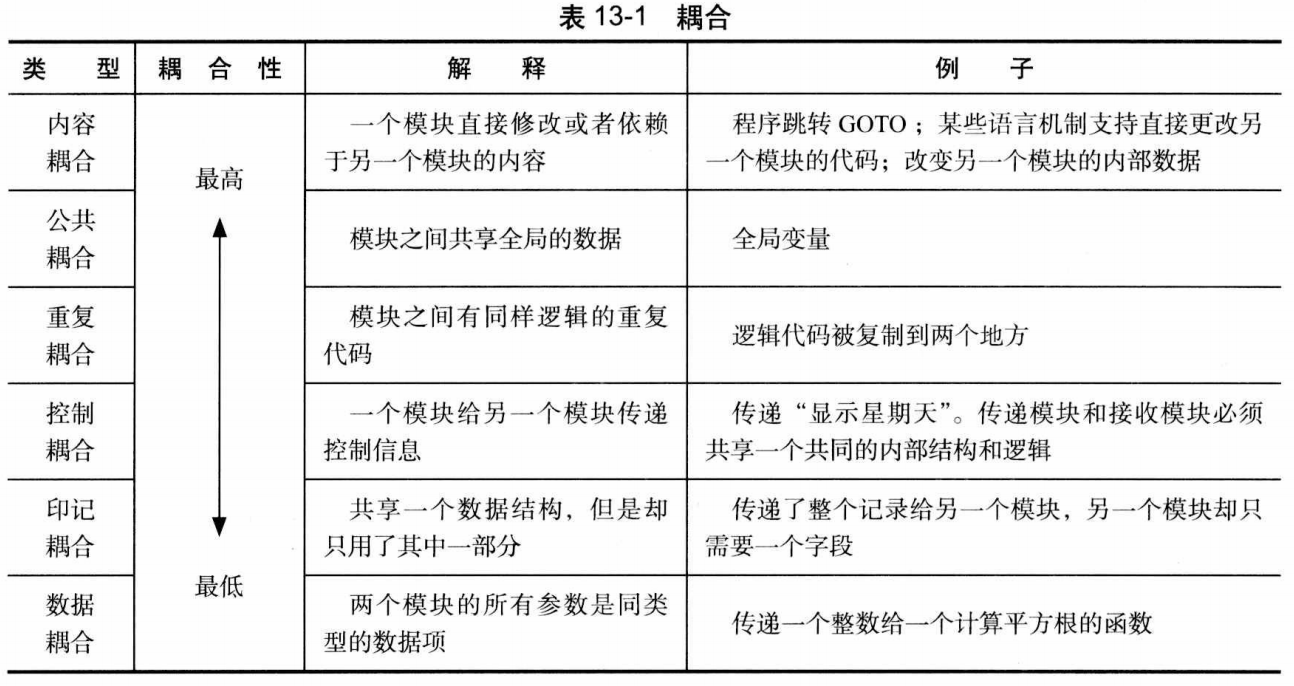 表 13-1 耦合
类 型 耦 合 性 解 释 例 子
内容
耦合
最高
一个模块直接修改或者依赖
于另一个模块的内容
程序跳转 GOTO；某些语言机制支持直接更改另
一个模块的代码；改变另一个模块的内部数据
公共
耦合
模块之间共享全局的数据
全局变量
重复
耦合
模块之间有同样逻辑的重复
代码
逻辑代码被复制到两个地方
控制
耦合
一个模块给另一个模块传递
控制信息
传递“显示星期天”。传递模块和接收模块必须
共享一个共同的内部结构和逻辑
印记
耦合
共享一个数据结构，但是却
只用了其中一部分
传递了整个记录给另一个模块，另一个模块却只
需要一个字段
数据
耦合
最低
两个模块的所有参数是同类
型的数据项
传递一个整数给一个计算平方根的函数